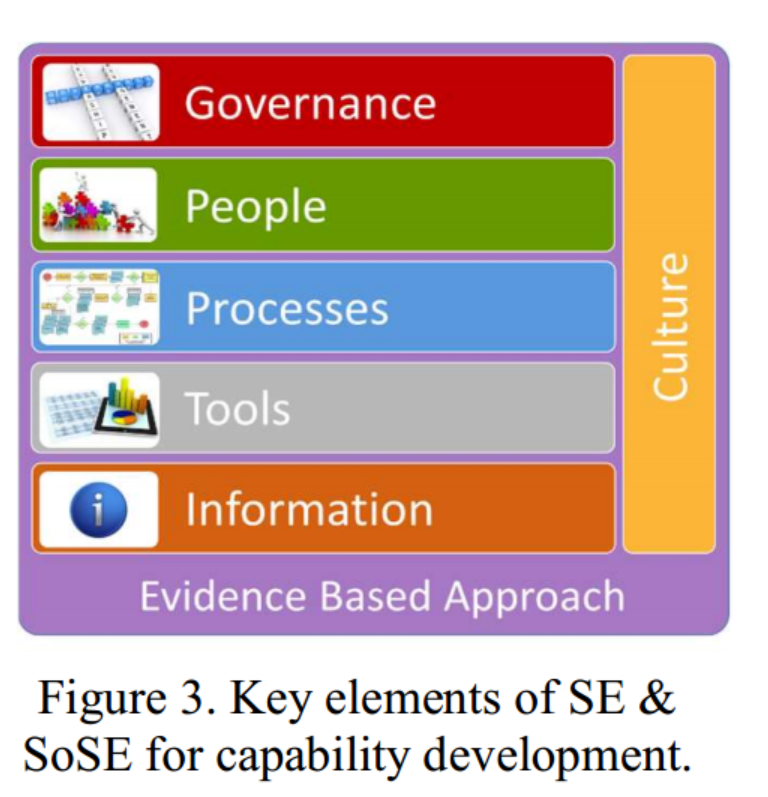 Governance
People
Processes
Tools
Information
Culture
Evidence Based Approach
Figure 3. Key elements of SE &
SoSE for capability development.